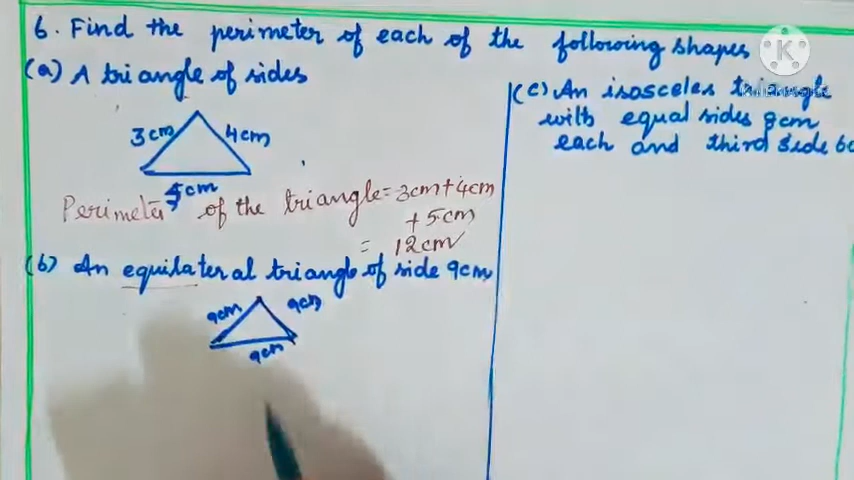 6. Find the perimeter of each of the following shapes
(a) A triangle of sides
3cm 4cm
5cm
Perimeter of the triangle = 3cm + 4cm
+ 5cm
= 12cm
(b) An equilateral triangle of side 9cm
9cm 9cm
9cm
(c) An isosceles triangle
with equal sides 8cm
each and third side 6c
K